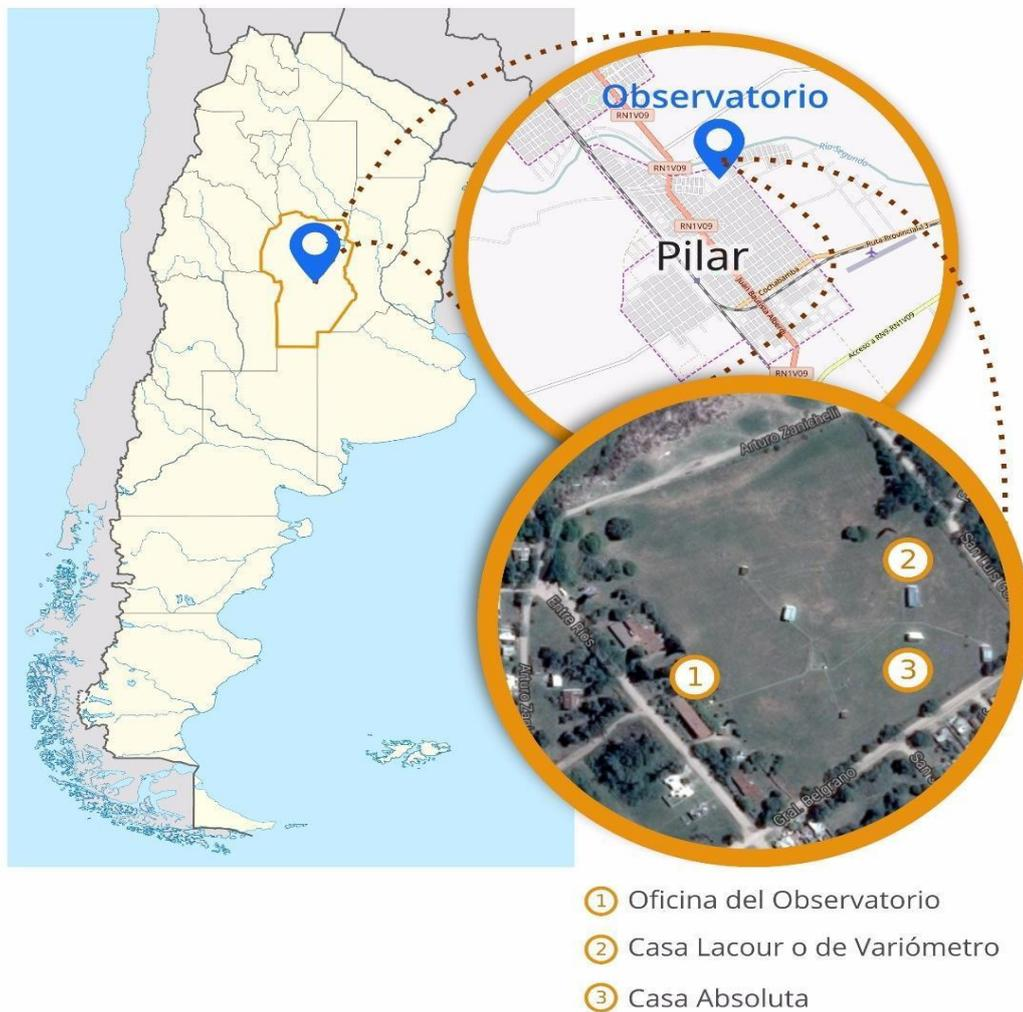 Observatorio
RN1V09
Río Segundo
RN1V09
RN1V09
Pilar
Ruta Provincial 13
Cochabamba
Juan Bautista Alberdi
Acceso a RN9-RN1V09
RN1V09
Arturo Zanichelli
San Luis
2
Entre Ríos
1
3
Arturo
Gral. Belgrano
1 Oficina del Observatorio
2 Casa Lacour o de Variómetro
3 Casa Absoluta